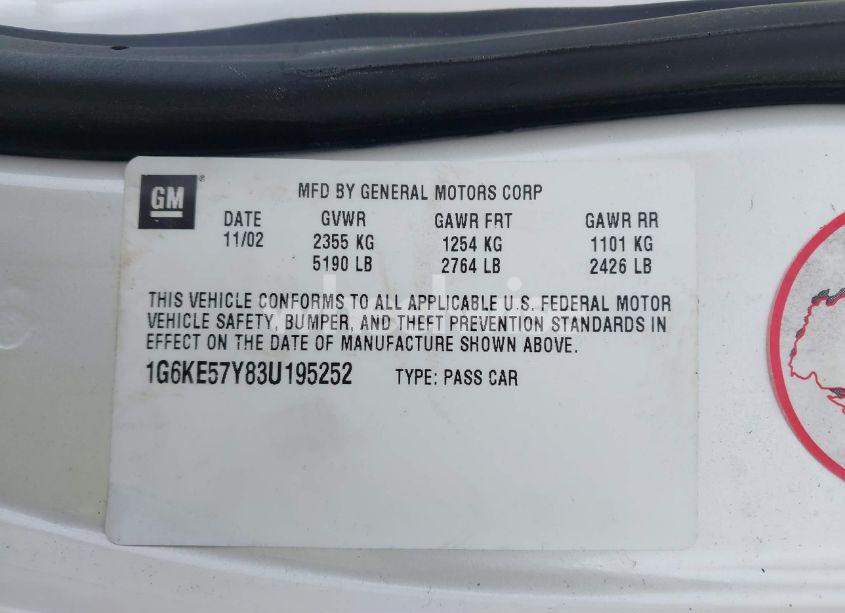 GM
MFD BY GENERAL MOTORS CORP
DATE GVWR GAWR FRT GAWR RR
11/02 2355 KG 1254 KG 1101 KG
5190 LB 2764 LB 2426 LB
THIS VEHICLE CONFORMS TO ALL APPLICABLE U.S. FEDERAL MOTOR
VEHICLE SAFETY, BUMPER, AND THEFT PREVENTION STANDARDS IN
EFFECT ON THE DATE OF MANUFACTURE SHOWN ABOVE.
1G6KE57Y83U195252 TYPE: PASS CAR